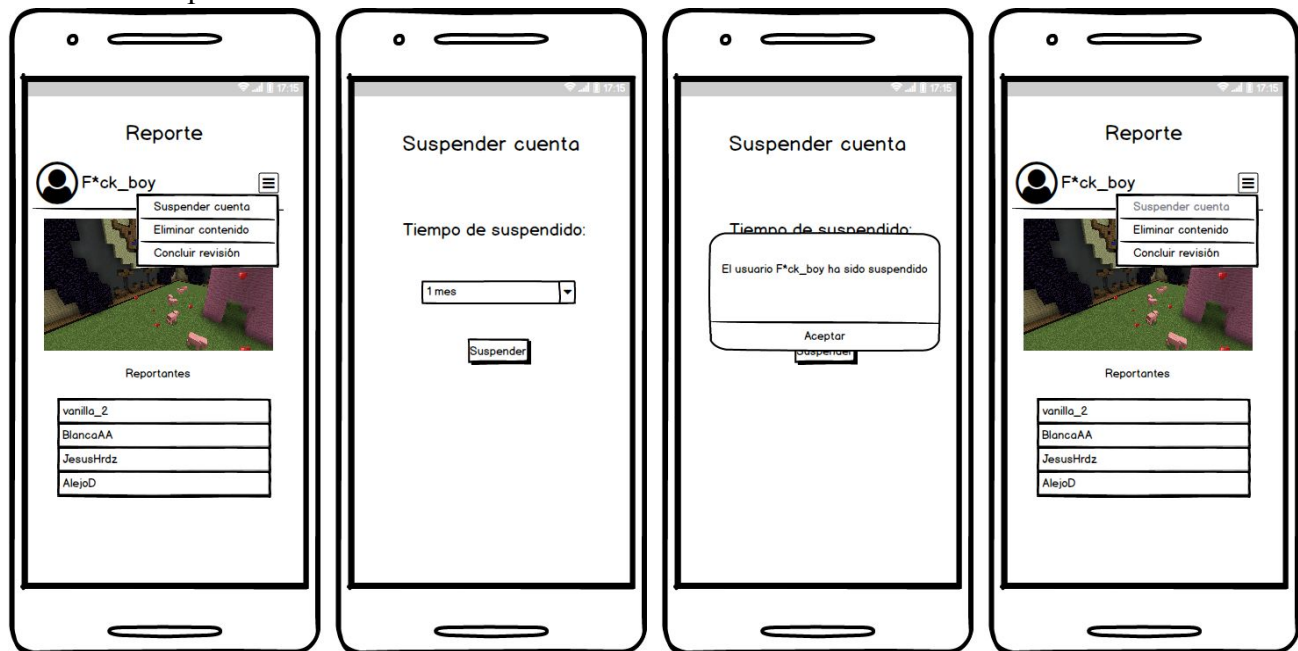 17:15
Reporte
F*ck_boy
Suspender cuenta
Eliminar contenido
Concluir revisión
Reportantes
vanilla_2
BlancaAA
JesusHrdz
AlejoD
17:15
Suspender cuenta
Tiempo de suspendido:
1 mes
Suspender
17:15
Suspender cuenta
Tiempo de suspendido:
El usuario F*ck_boy ha sido suspendido
Aceptar
Suspender
17:15
Reporte
F*ck_boy
Suspender cuenta
Eliminar contenido
Concluir revisión
Reportantes
vanilla_2
BlancaAA
JesusHrdz
AlejoD